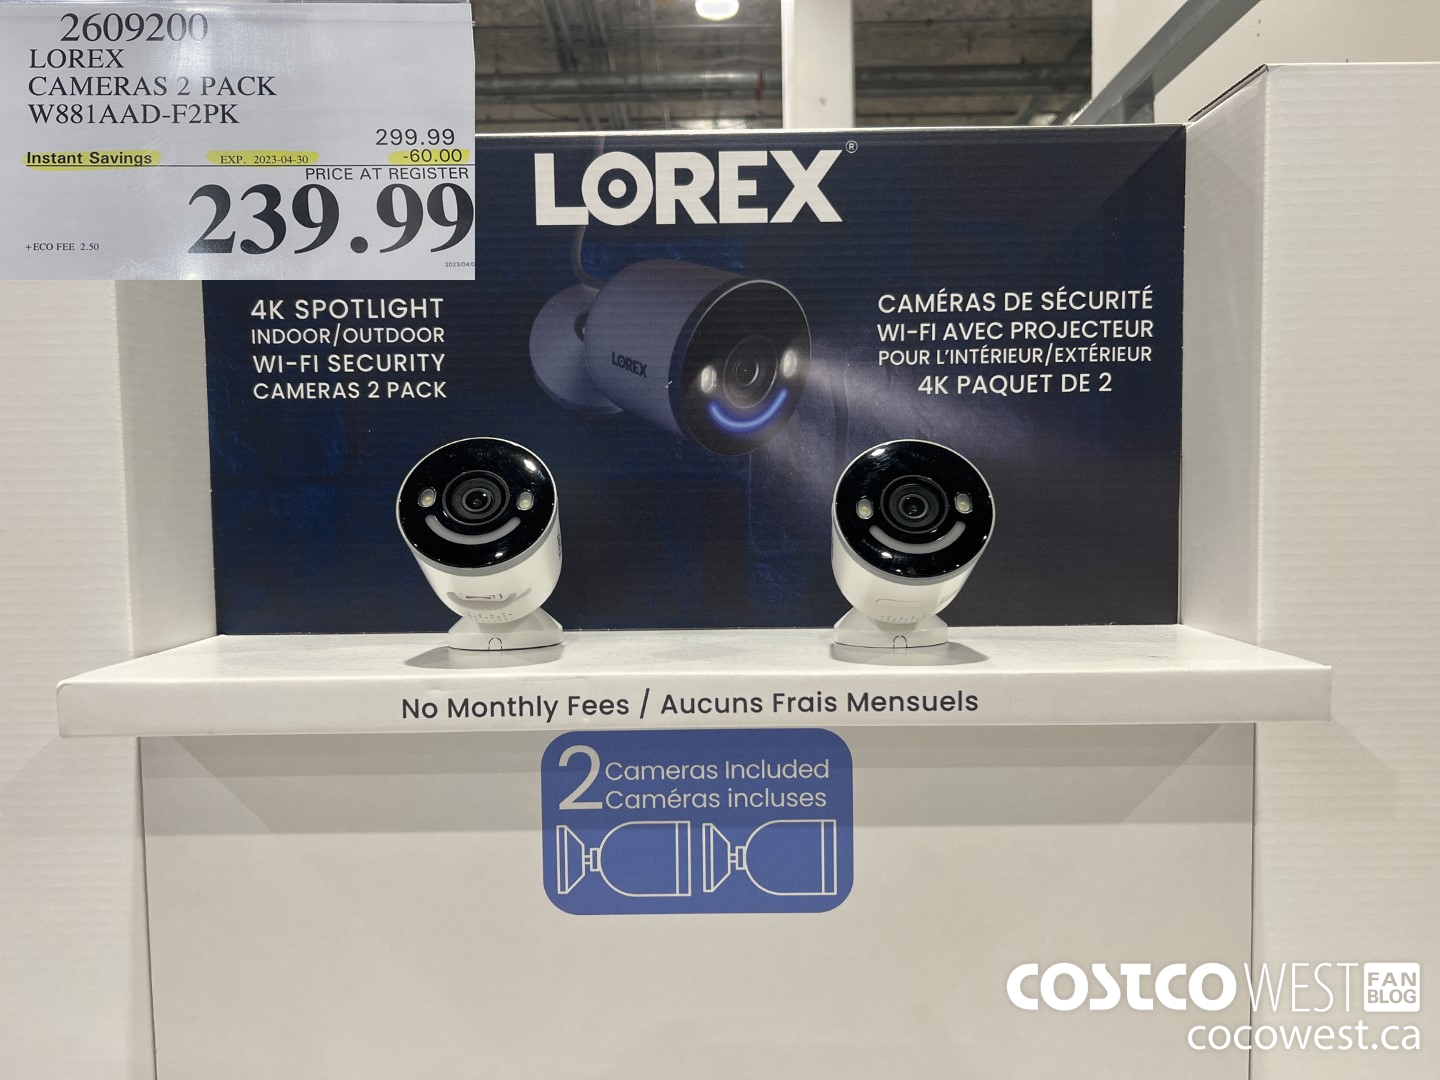 2609200
LOREX
CAMERAS 2 PACK
W881AAD-F2PK
299.99
Instant Savings EXP. 2023-04-30 -60.00
PRICE AT REGISTER
239.99
+ECO FEE 2.50
LOREX®
4K SPOTLIGHT
INDOOR/OUTDOOR
WI-FI SECURITY
CAMERAS 2 PACK
LOREX
CAMÉRAS DE SÉCURITÉ
WI-FI AVEC PROJECTEUR
POUR L'INTÉRIEUR/EXTÉRIEUR
4K PAQUET DE 2
No Monthly Fees / Aucuns Frais Mensuels
2 Cameras Included
Caméras incluses
COSTCO WEST FAN BLOG
cocowest.ca